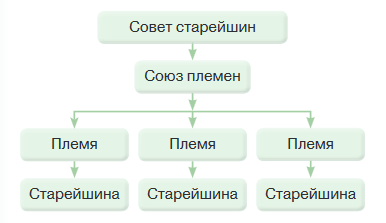 Совет старейшин
Союз племен
Племя
Племя
Племя
Старейшина
Старейшина
Старейшина